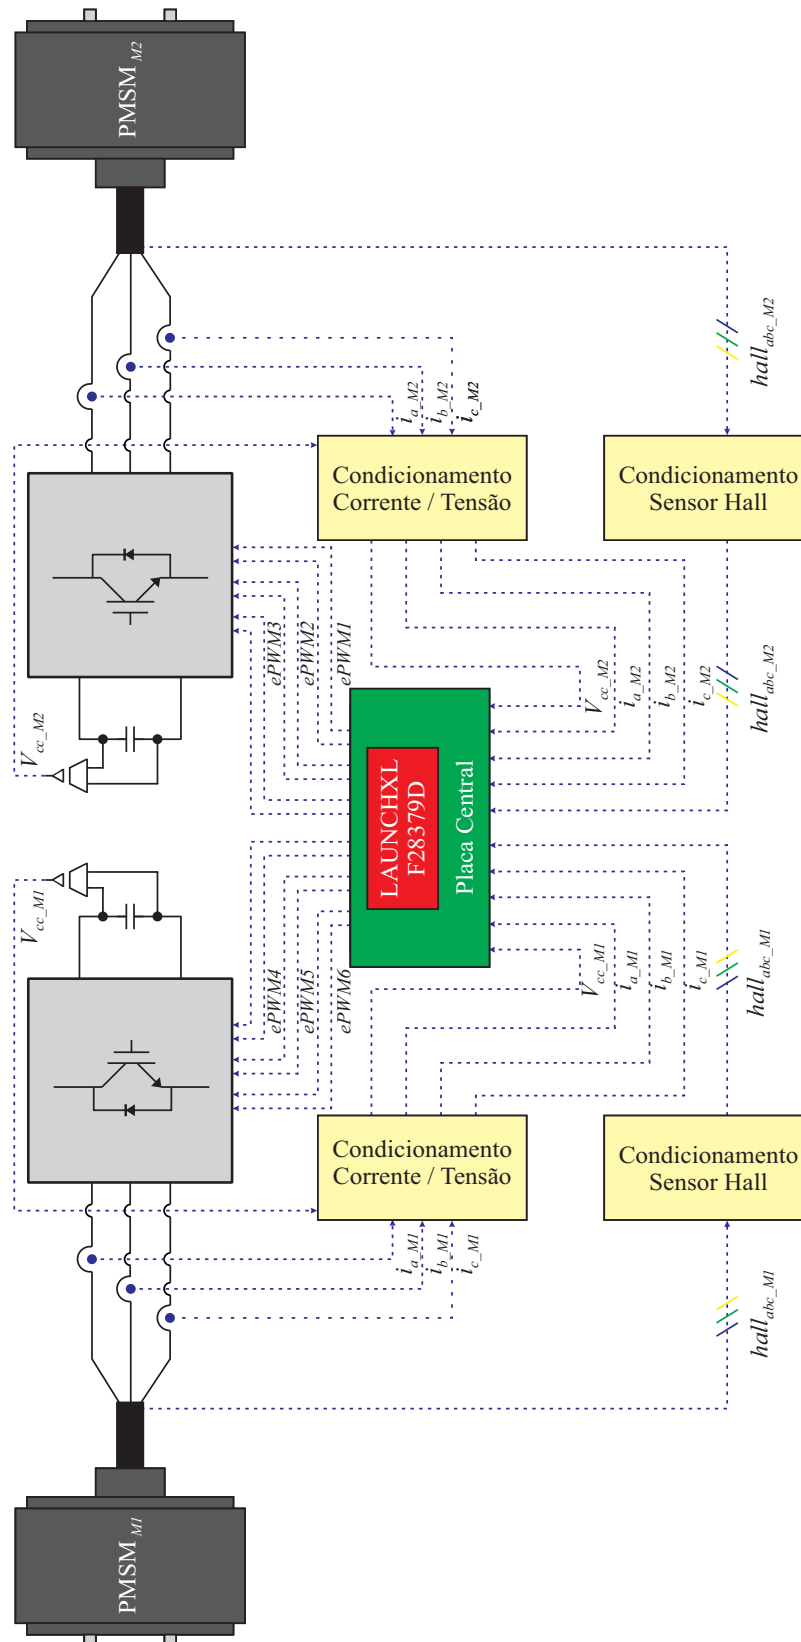 PMSM_M2
hall_abc_M2
i_a_M2
i_b_M2
i_c_M2
Condicionamento
Corrente / Tensão
Condicionamento
Sensor Hall
ePWM3
ePWM2
ePWM1
V_cc_M2
V_cc_M2
i_a_M2
i_b_M2
i_c_M2
hall_abc_M2
LAUNCHXL
F28379D
Placa Central
V_cc_M1
ePWM4
ePWM5
ePWM6
V_cc_M1
i_a_M1
i_b_M1
i_c_M1
hall_abc_M1
Condicionamento
Corrente / Tensão
Condicionamento
Sensor Hall
i_a_M1
i_b_M1
i_c_M1
hall_abc_M1
PMSM_M1